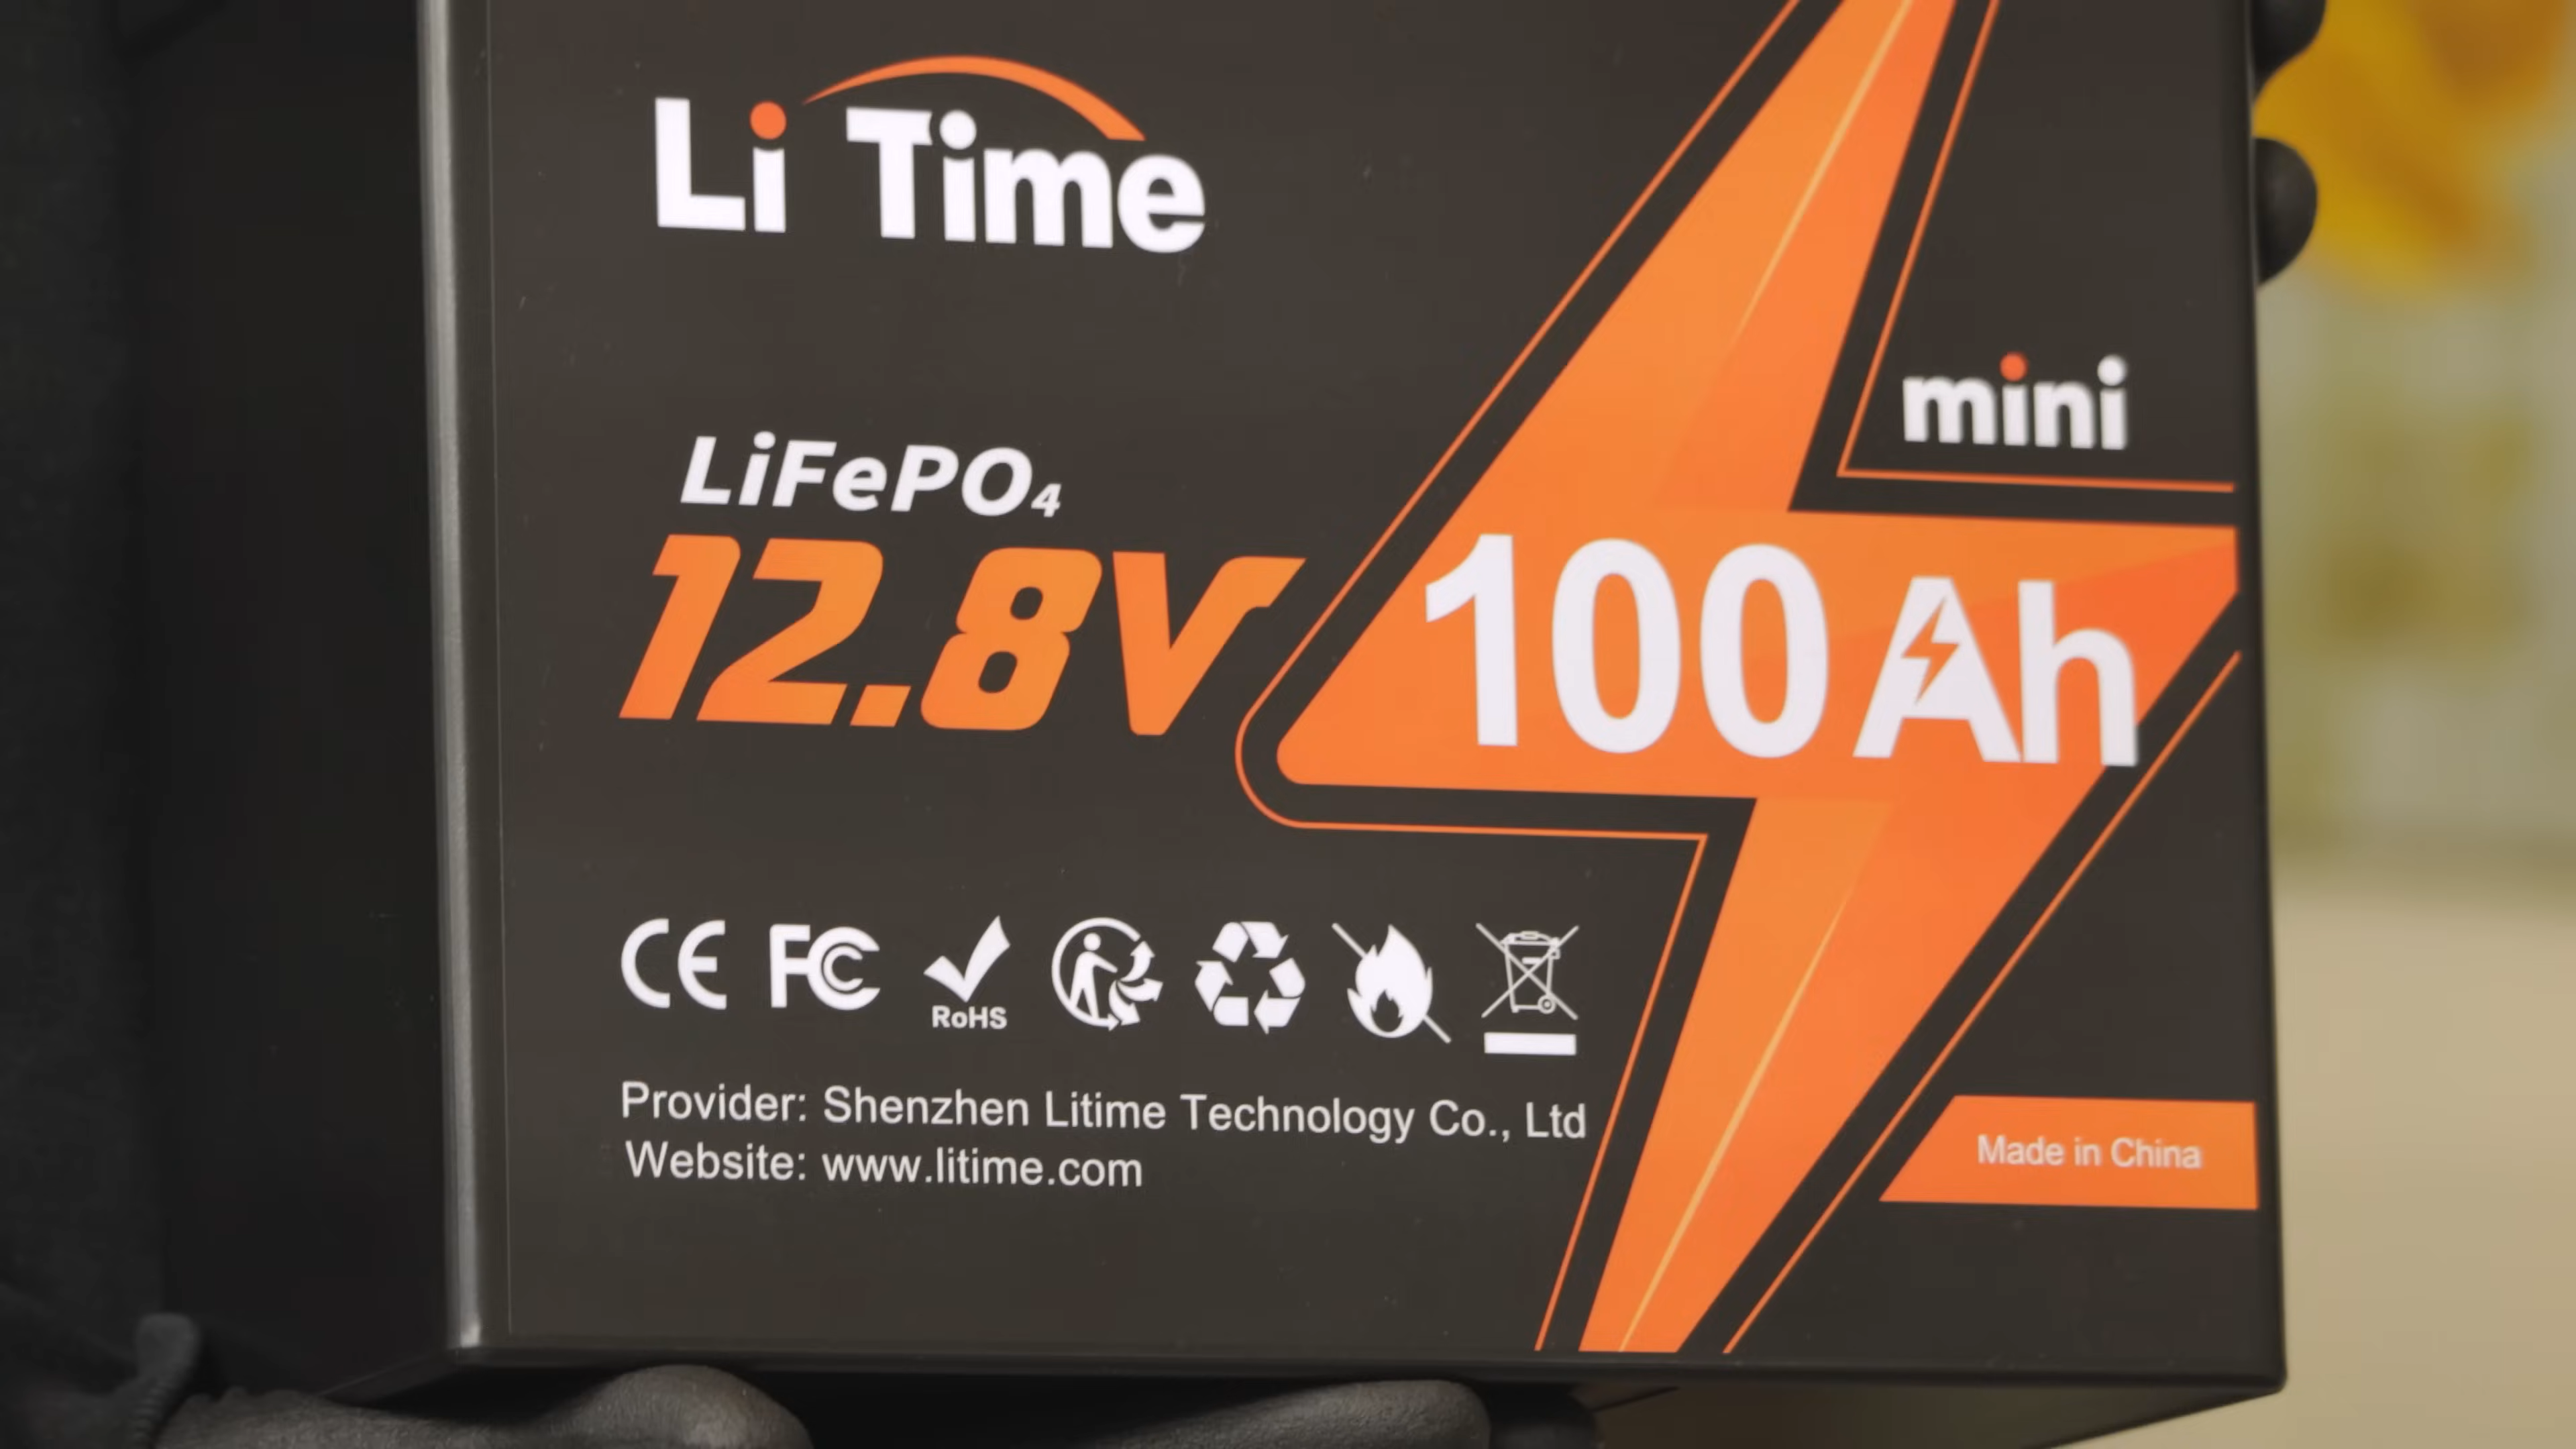 Li Time
mini
LiFePO₄
12.8V
100Ah
CE FC RoHS
Provider: Shenzhen Litime Technology Co., Ltd
Website: www.litime.com
Made in China